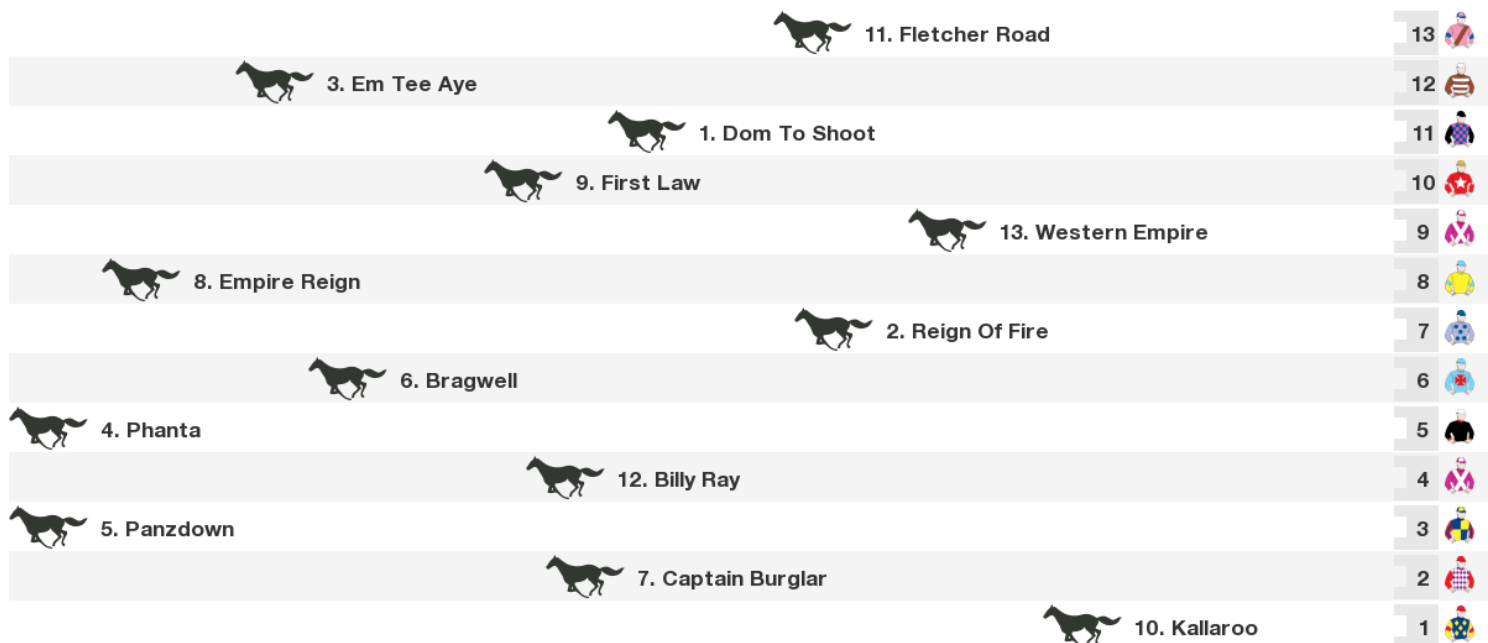 11. Fletcher Road 13
3. Em Tee Aye 12
1. Dom To Shoot 11
9. First Law 10
13. Western Empire 9
8. Empire Reign 8
2. Reign Of Fire 7
6. Bragwell 6
4. Phanta 5
12. Billy Ray 4
5. Panzdown 3
7. Captain Burglar 2
10. Kallaroo 1